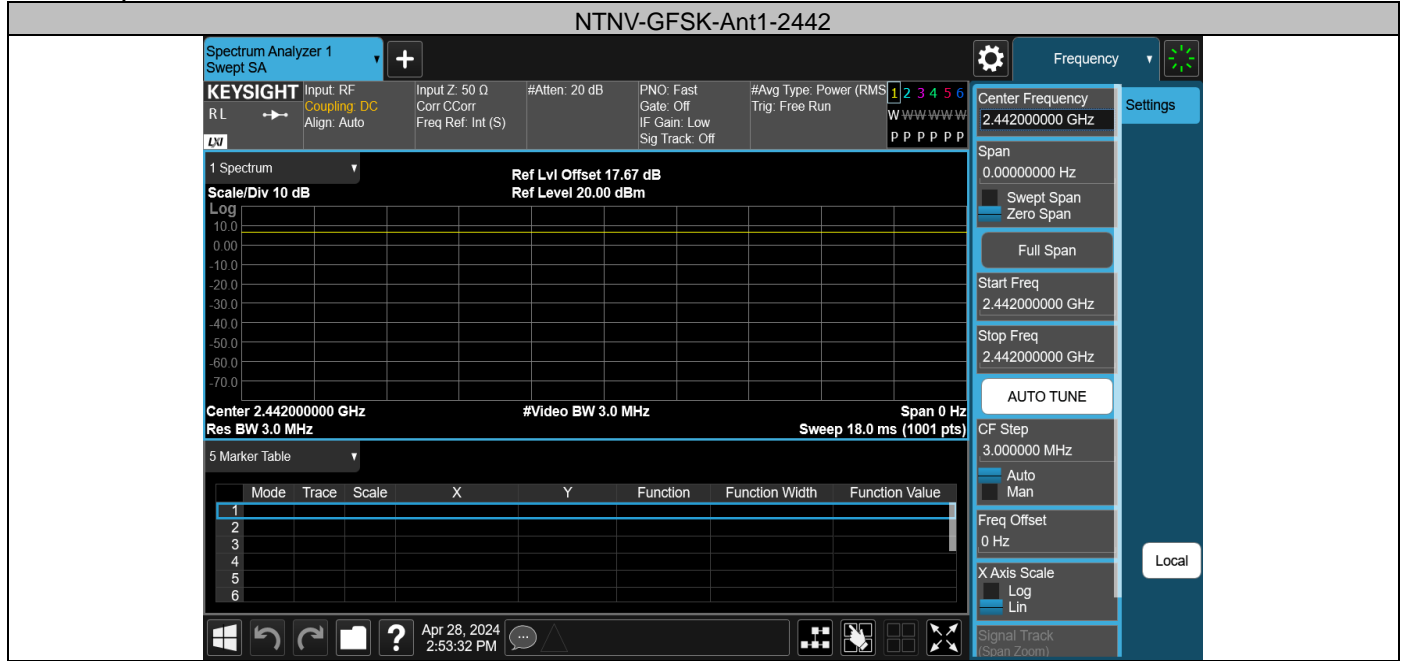 NTNV-GFSK-Ant1-2442
Spectrum Analyzer 1
Swept SA
+
Frequency
KEYSIGHT
RL
LXI
Input: RF
Coupling: DC
Align: Auto
Input Z: 50 Ω
Corr CCorr
Freq Ref: Int (S)
#Atten: 20 dB
PNO: Fast
Gate: Off
IF Gain: Low
Sig Track: Off
#Avg Type: Power (RMS
Trig: Free Run
1 2 3 4 5 6
W W W W W W
P P P P P P
Center Frequency
2.442000000 GHz
Settings
Span
0.00000000 Hz
Swept Span
Zero Span
Full Span
Start Freq
2.442000000 GHz
Stop Freq
2.442000000 GHz
AUTO TUNE
CF Step
3.000000 MHz
Auto
Man
Freq Offset
0 Hz
X Axis Scale
Log
Lin
Signal Track
(Span Zoom)
Local
1 Spectrum
Scale/Div 10 dB
Ref Lvl Offset 17.67 dB
Ref Level 20.00 dBm
Log
10.0
0.00
-10.0
-20.0
-30.0
-40.0
-50.0
-60.0
-70.0
Center 2.442000000 GHz
#Video BW 3.0 MHz
Span 0 Hz
Res BW 3.0 MHz
Sweep 18.0 ms (1001 pts)
5 Marker Table
Mode Trace Scale X Y Function Function Width Function Value
1
2
3
4
5
6
?
Apr 28, 2024
2:53:32 PM